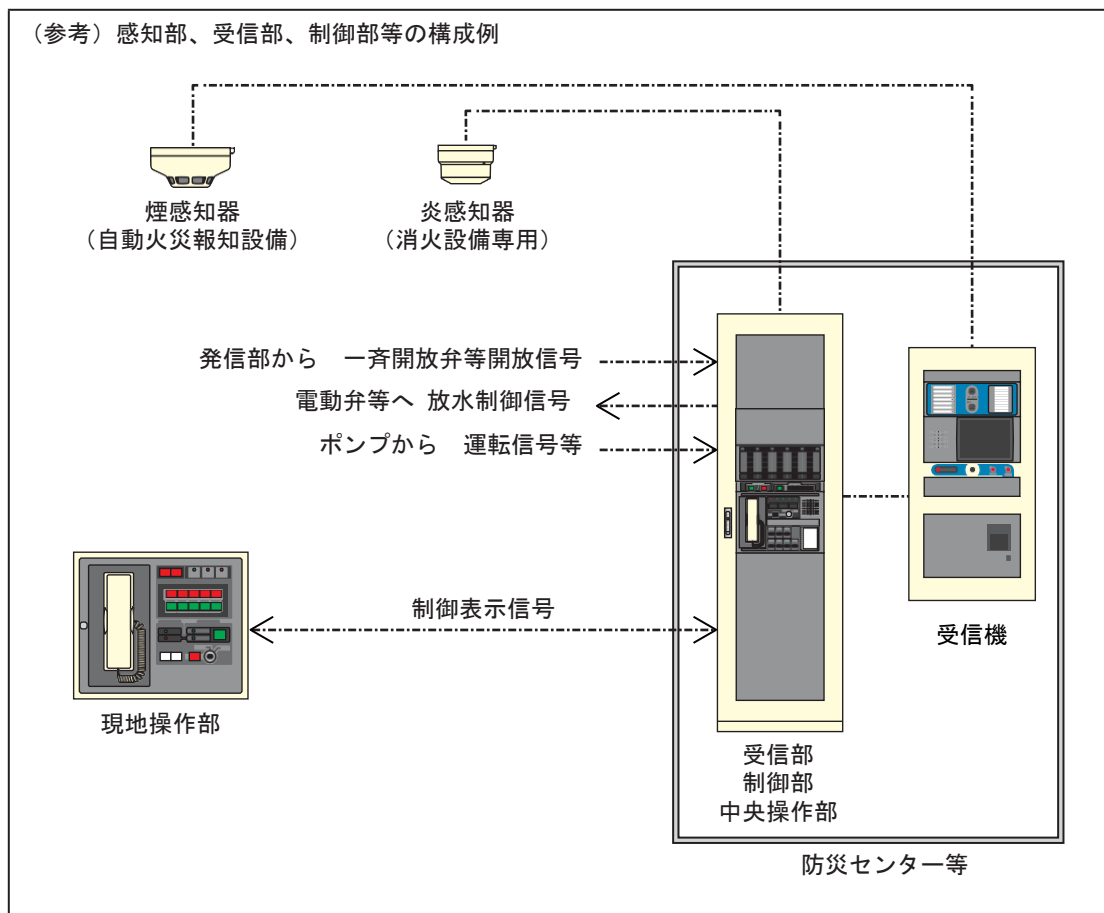 （参考）感知部、受信部、制御部等の構成例
煙感知器
（自動火災報知設備）
炎感知器
（消火設備専用）
発信部から　一斉開放弁等開放信号
電動弁等へ 放水制御信号
ポンプから　運転信号等
制御表示信号
現地操作部
受信機
受信部
制御部
中央操作部
防災センター等